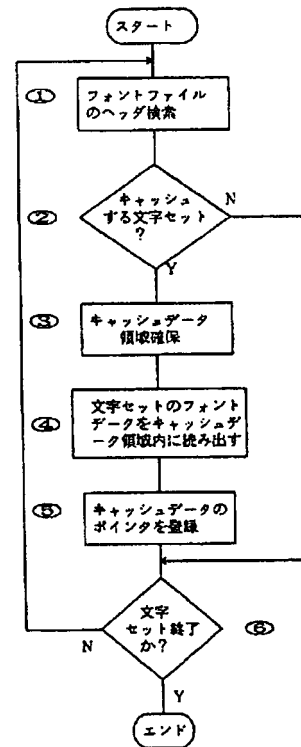 スタート
① フォントファイル
のヘッダ検索
② キャッシュ
する文字セット
?
N
Y
③ キャッシュデータ
領域確保
④ 文字セットのフォント
データをキャッシュデ
ータ領域内に読み出す
⑤ キャッシュデータの
ポインタを登録
文字
セット終了
か?
⑥
N
Y
エンド